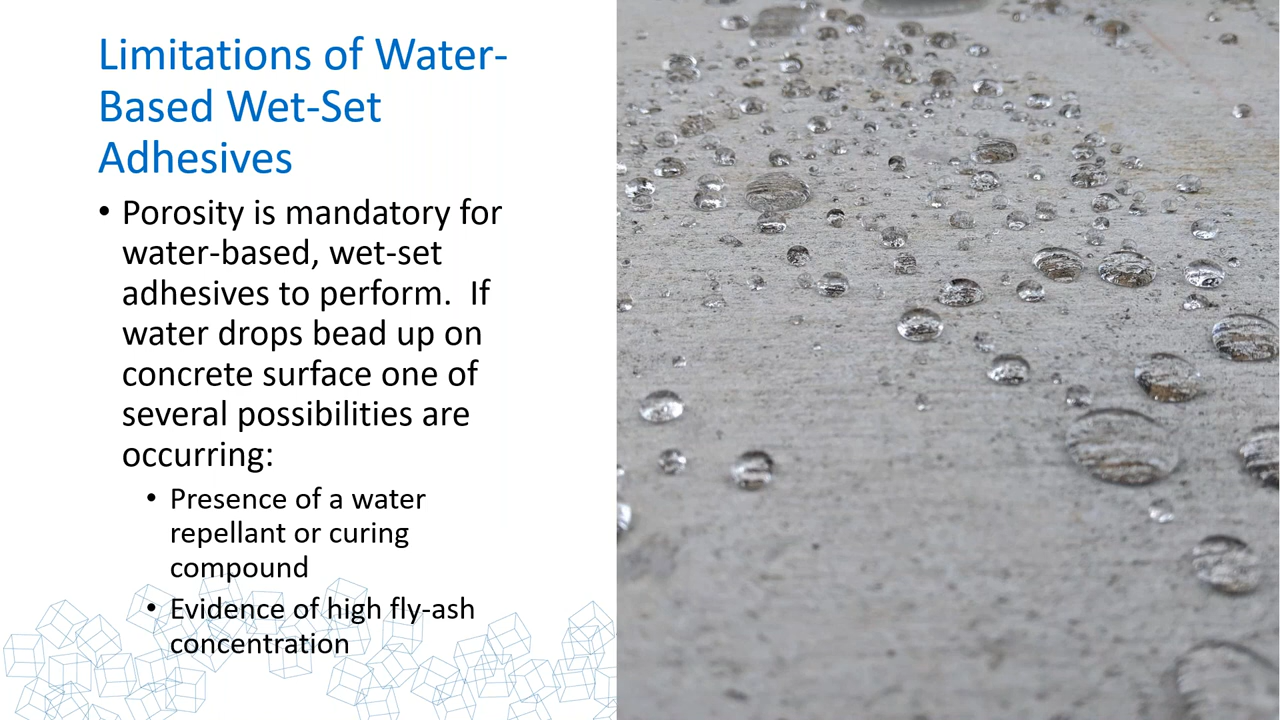 Limitations of Water-
Based Wet-Set
Adhesives
• Porosity is mandatory for
water-based, wet-set
adhesives to perform.  If
water drops bead up on
concrete surface one of
several possibilities are
occurring:
• Presence of a water
repellant or curing
compound
• Evidence of high fly-ash
concentration